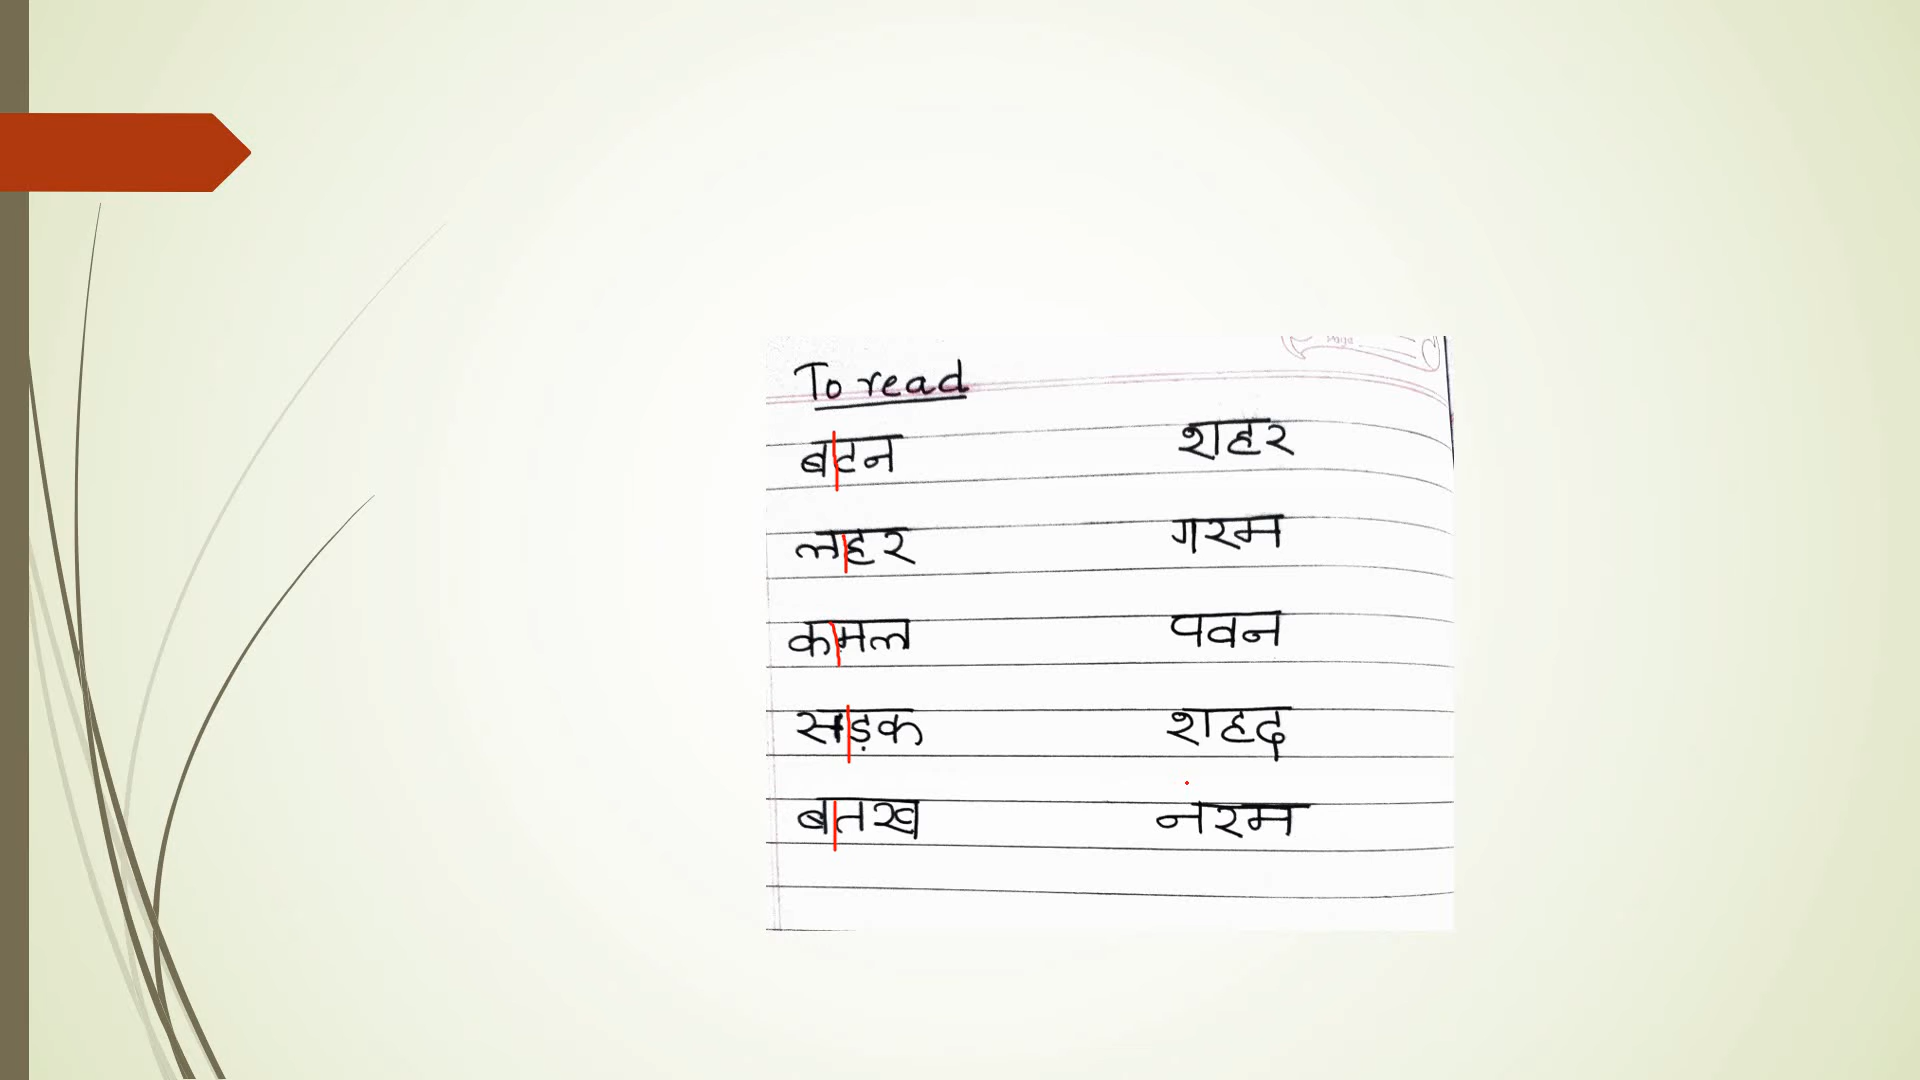 To read
बटन शहर
लहर गरम
कमल पवन
सड़क शहद
बतख नरम